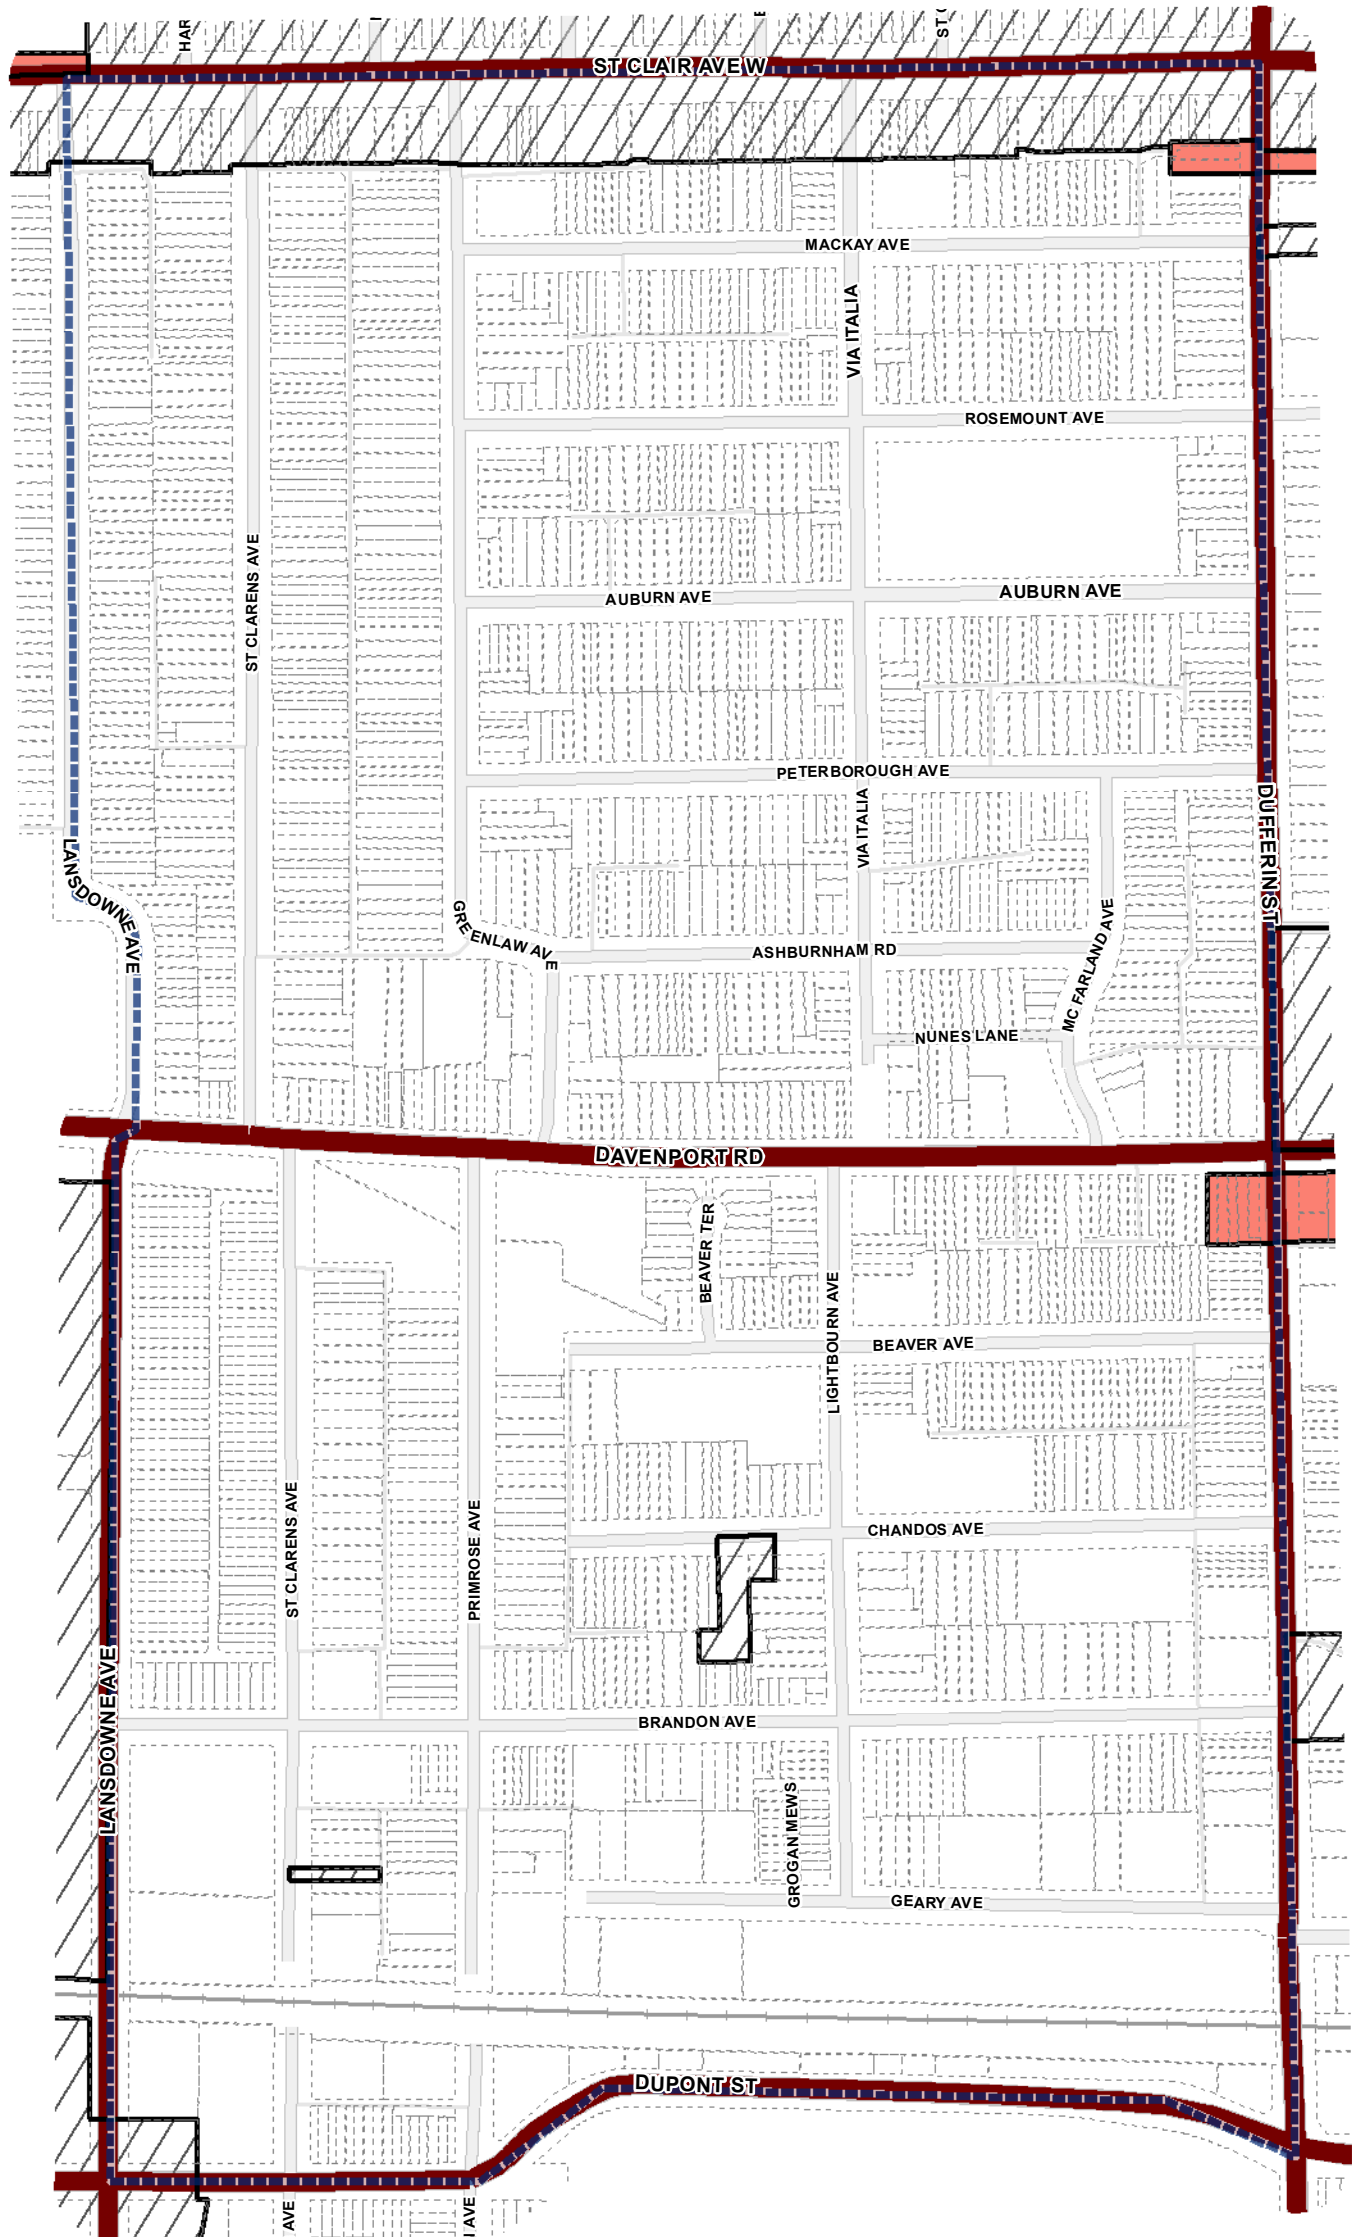 HAR
ST C
ST CLAIR AVE W
MACKAY AVE
VIA ITALIA
ROSEMOUNT AVE
ST CLARENS AVE
AUBURN AVE
AUBURN AVE
PETERBOROUGH AVE
VIA ITALIA
DUFFERIN ST
LANSDOWNE AVE
GREENLAW AVE
ASHBURNHAM RD
MC FARLAND AVE
NUNES LANE
DAVENPORT RD
BEAVER TER
LIGHTBOURN AVE
BEAVER AVE
ST CLARENS AVE
PRIMROSE AVE
CHANDOS AVE
LANSDOWNE AVE
BRANDON AVE
GROGAN MEWS
GEARY AVE
DUPONT ST
AVE
AVE